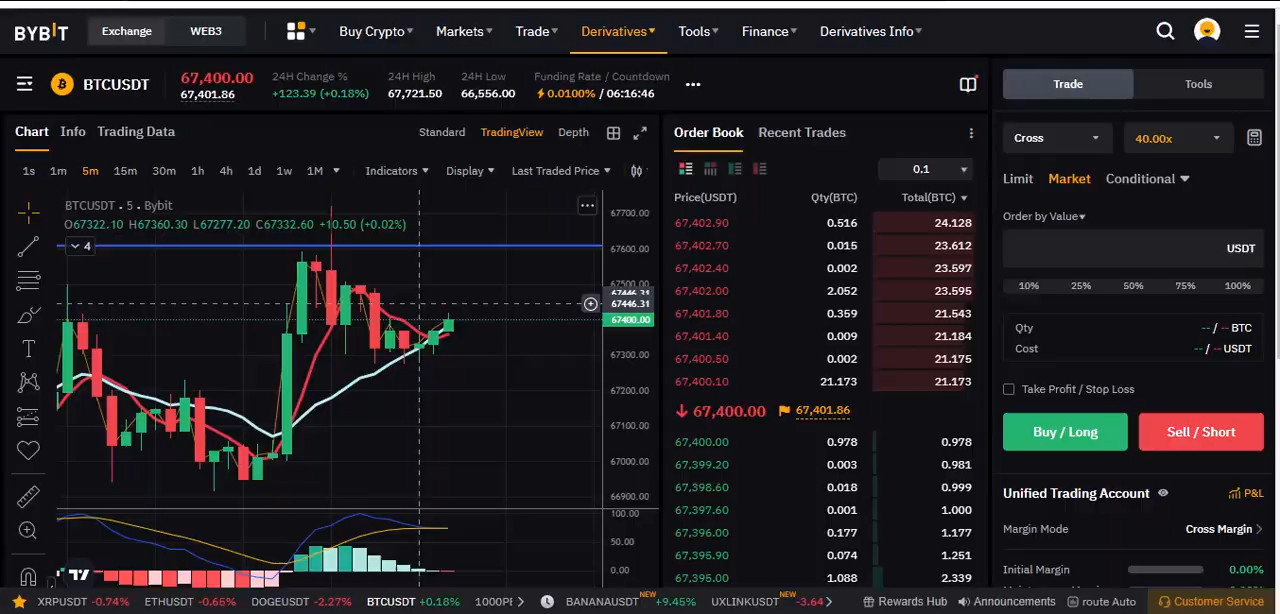 BYBIT Exchange WEB3 Buy Crypto Markets Trade Derivatives Tools Finance Derivatives Info
BTCUSDT
67,400.00
67,401.86
24H Change %
+123.39 (+0.18%)
24H High
67,721.50
24H Low
66,556.00
Funding Rate / Countdown
0.0100% / 06:16:46
Chart Info Trading Data
Standard TradingView Depth
1s 1m 5m 15m 30m 1h 4h 1d 1w 1M Indicators Display Last Traded Price
BTCUSDT · 5 · Bybit
O67322.10 H67360.30 L67277.20 C67332.60 +10.50 (+0.02%)
4
67700.00
67600.00
67500.00
67446.31
67446.31
67400.00
67300.00
67200.00
67100.00
67000.00
66900.00
100.00
50.00
0.00
Order Book Recent Trades
0.1
Price(USDT) Qty(BTC) Total(BTC)
67,402.90 0.516 24.128
67,402.70 0.015 23.612
67,402.40 0.002 23.597
67,402.00 2.052 23.595
67,401.80 0.359 21.543
67,401.40 0.009 21.184
67,400.50 0.002 21.175
67,400.10 21.173 21.173
67,400.00 67,401.86
67,400.00 0.978 0.978
67,399.20 0.003 0.981
67,398.60 0.018 0.999
67,397.60 0.001 1.000
67,396.00 0.177 1.177
67,395.90 0.074 1.251
67,395.00 1.088 2.339
Trade Tools
Cross 40.00x
Limit Market Conditional
Order by Value
USDT
10% 25% 50% 75% 100%
Qty -- / -- BTC
Cost -- / -- USDT
Take Profit / Stop Loss
Buy / Long Sell / Short
Unified Trading Account P&L
Margin Mode Cross Margin
Initial Margin 0.00%
XRPUSDT -0.74% ETHUSDT -0.66% DOGEUSDT -2.27% BTCUSDT +0.18% 1000PE BANANAUSDT NEW +9.45% UXLINKUSDT NEW -3.64 Rewards Hub Announcements route Auto Customer Service